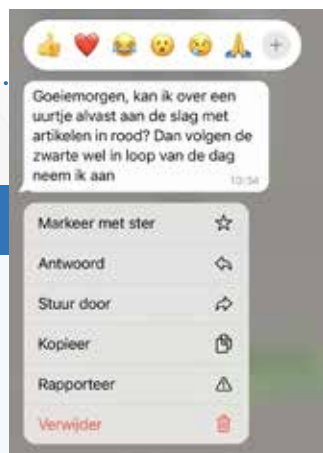 Goeiemorgen, kan ik over een
uurtje alvast aan de slag met
artikelen in rood? Dan volgen de
zwarte wel in loop van de dag
neem ik aan
10:34
Markeer met ster
Antwoord
Stuur door
Kopieer
Rapporteer
Verwijder